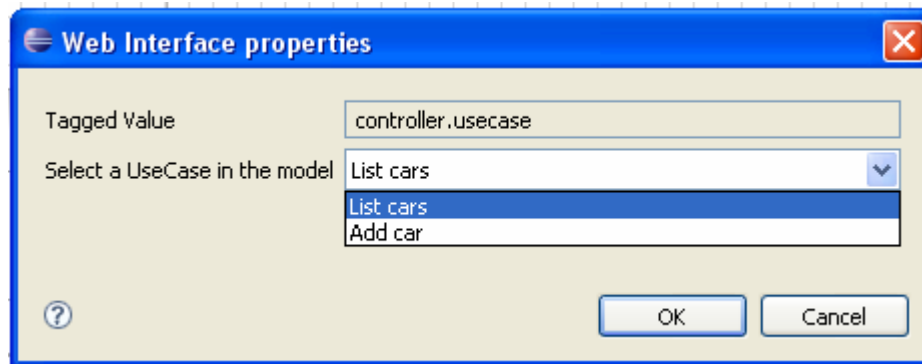 Web Interface properties
Tagged Value controller.usecase
Select a UseCase in the model List cars
List cars
Add car
? OK Cancel